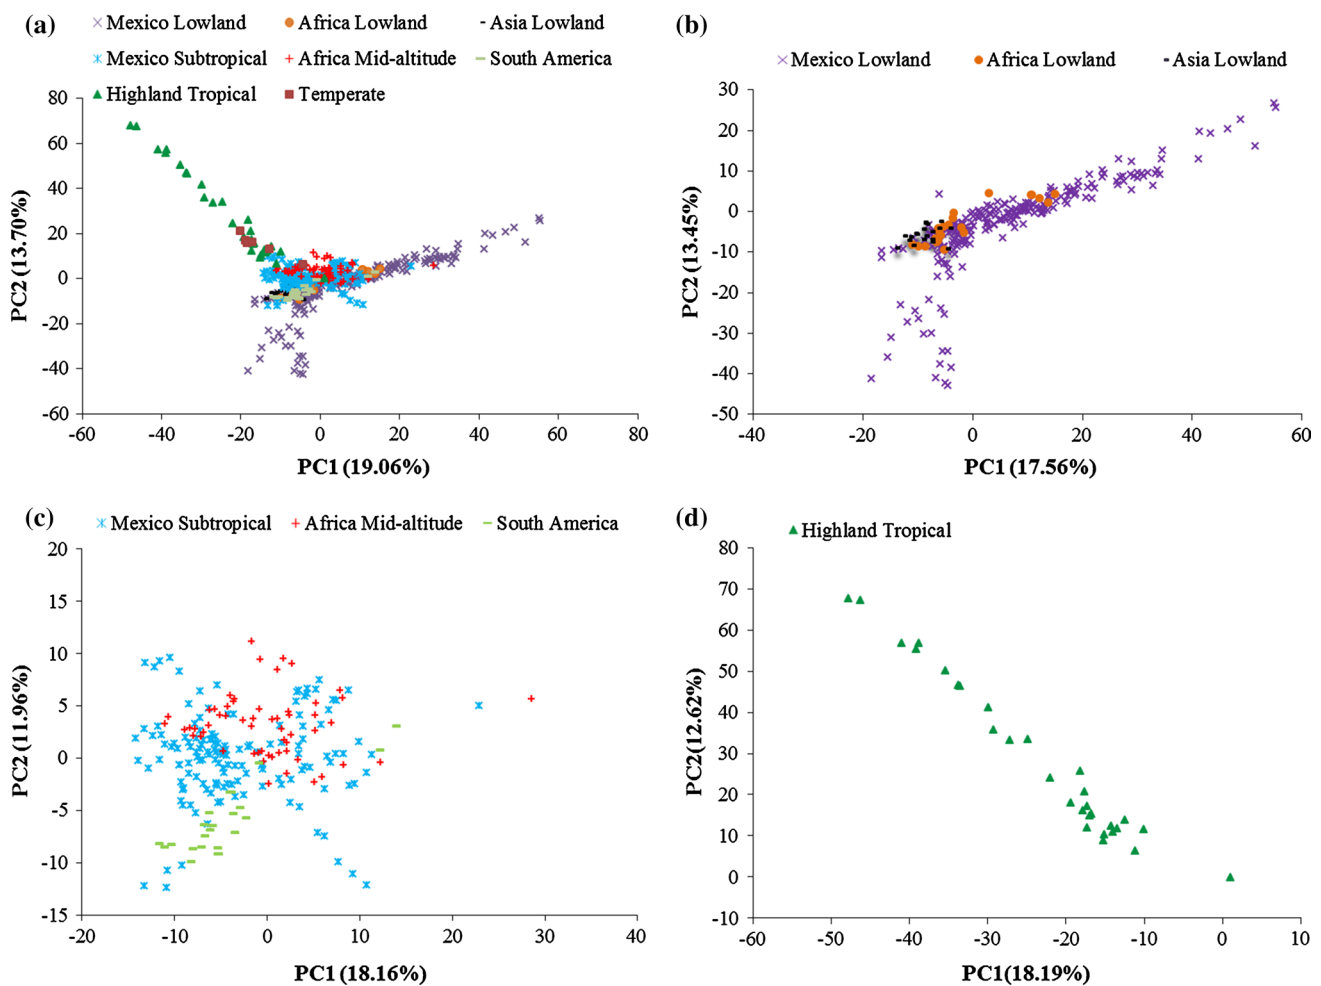 (a)
Mexico Lowland Africa Lowland Asia Lowland
Mexico Subtropical Africa Mid-altitude South America
Highland Tropical Temperate
80
60
40
20
0
-20
-40
-60
PC2 (13.70%)
-60 -40 -20 0 20 40 60 80
PC1 (19.06%)
(b)
Mexico Lowland Africa Lowland Asia Lowland
30
20
10
0
-10
-20
-30
-40
-50
PC2 (13.45%)
-40 -20 0 20 40 60
PC1 (17.56%)
(c)
Mexico Subtropical Africa Mid-altitude South America
20
15
10
5
0
-5
-10
-15
PC2 (11.96%)
-20 -10 0 10 20 30 40
PC1 (18.16%)
(d)
Highland Tropical
80
70
60
50
40
30
20
10
0
-10
PC2(12.62%)
-60 -50 -40 -30 -20 -10 0 10
PC1(18.19%)